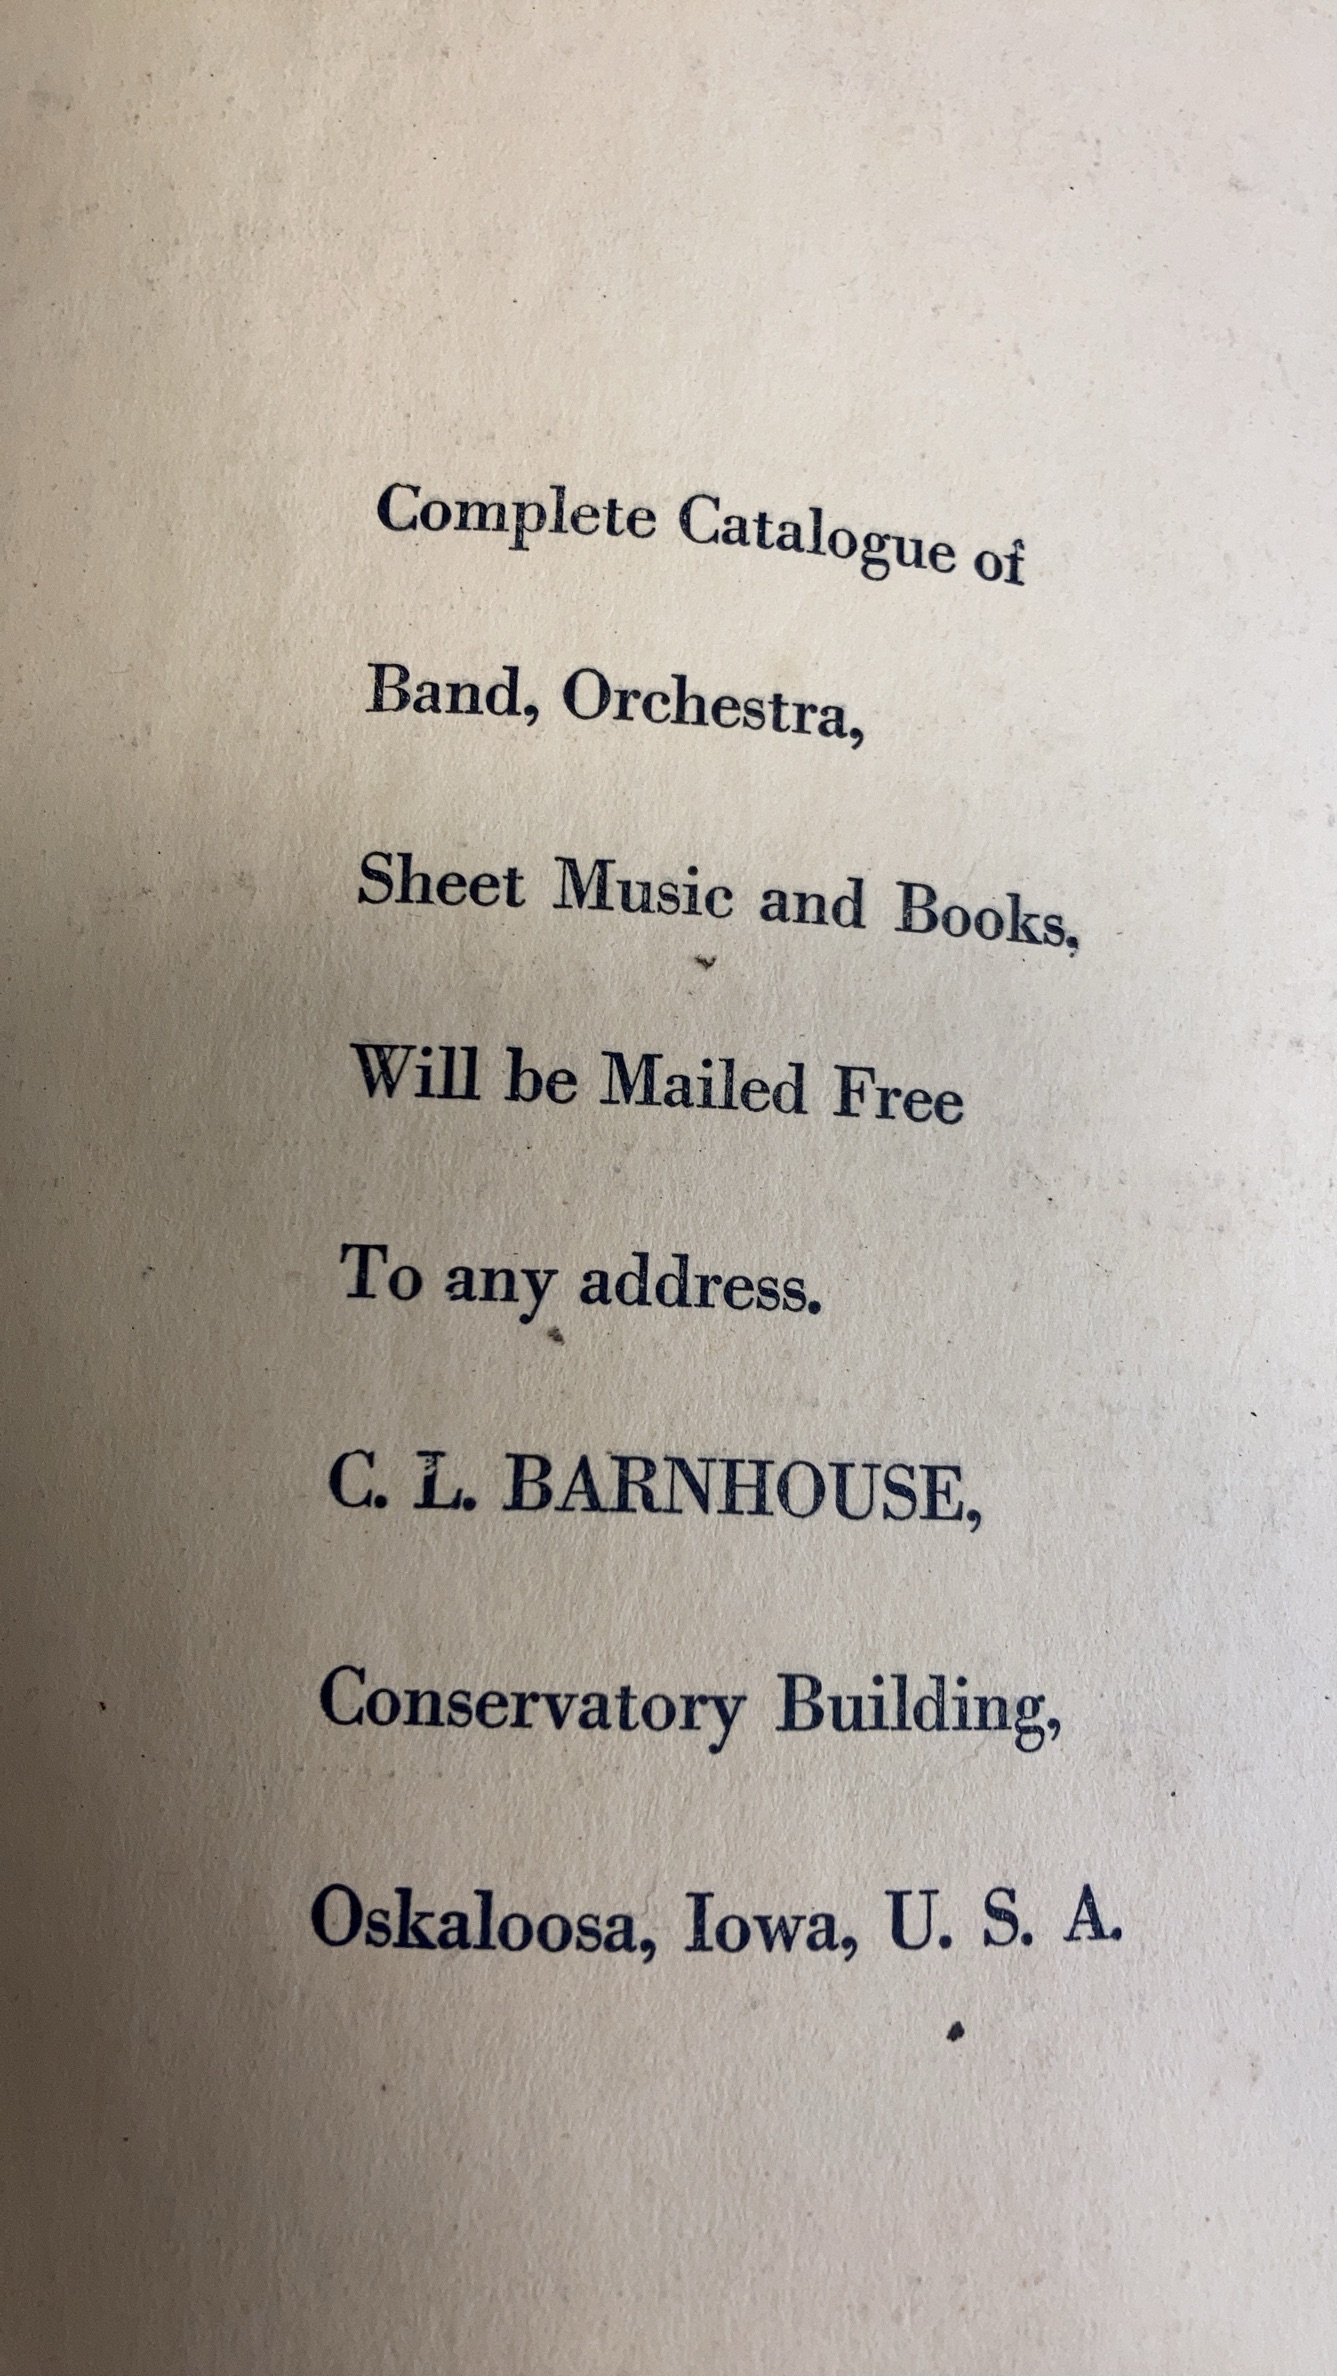 Complete Catalogue of
Band, Orchestra,
Sheet Music and Books,
Will be Mailed Free
To any address.
C. L. BARNHOUSE,
Conservatory Building,
Oskaloosa, Iowa, U. S. A.